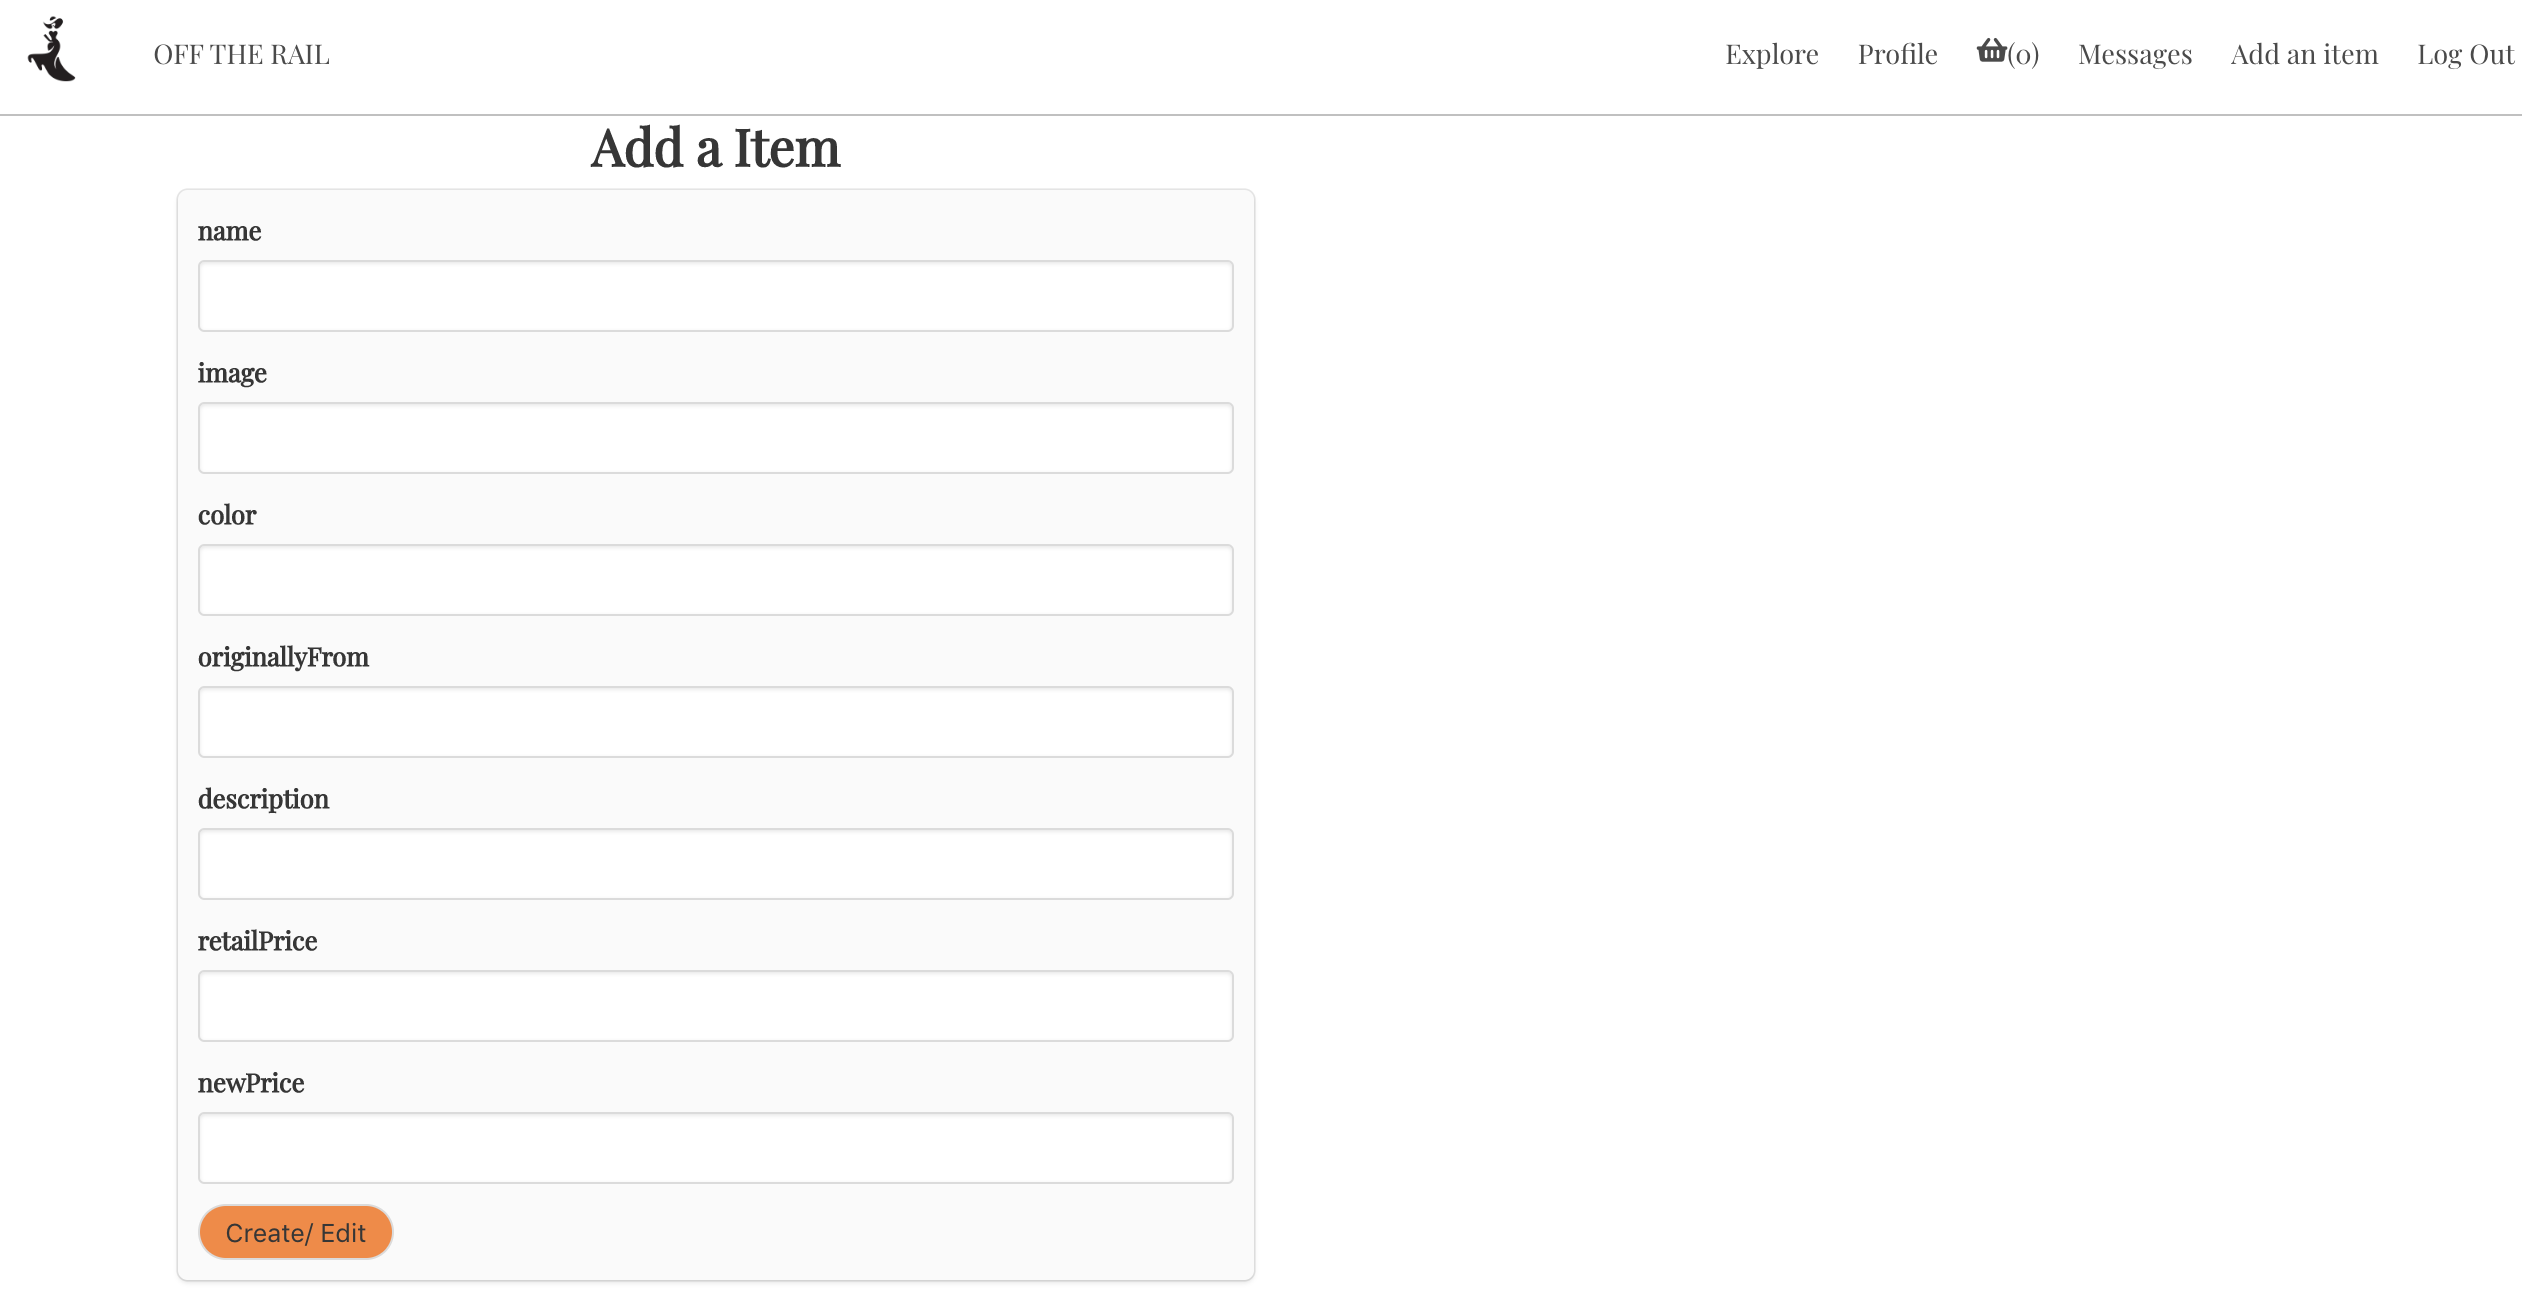 OFF THE RAIL
Explore Profile (0) Messages Add an item Log Out
Add a Item
name
image
color
originallyFrom
description
retailPrice
newPrice
Create/ Edit